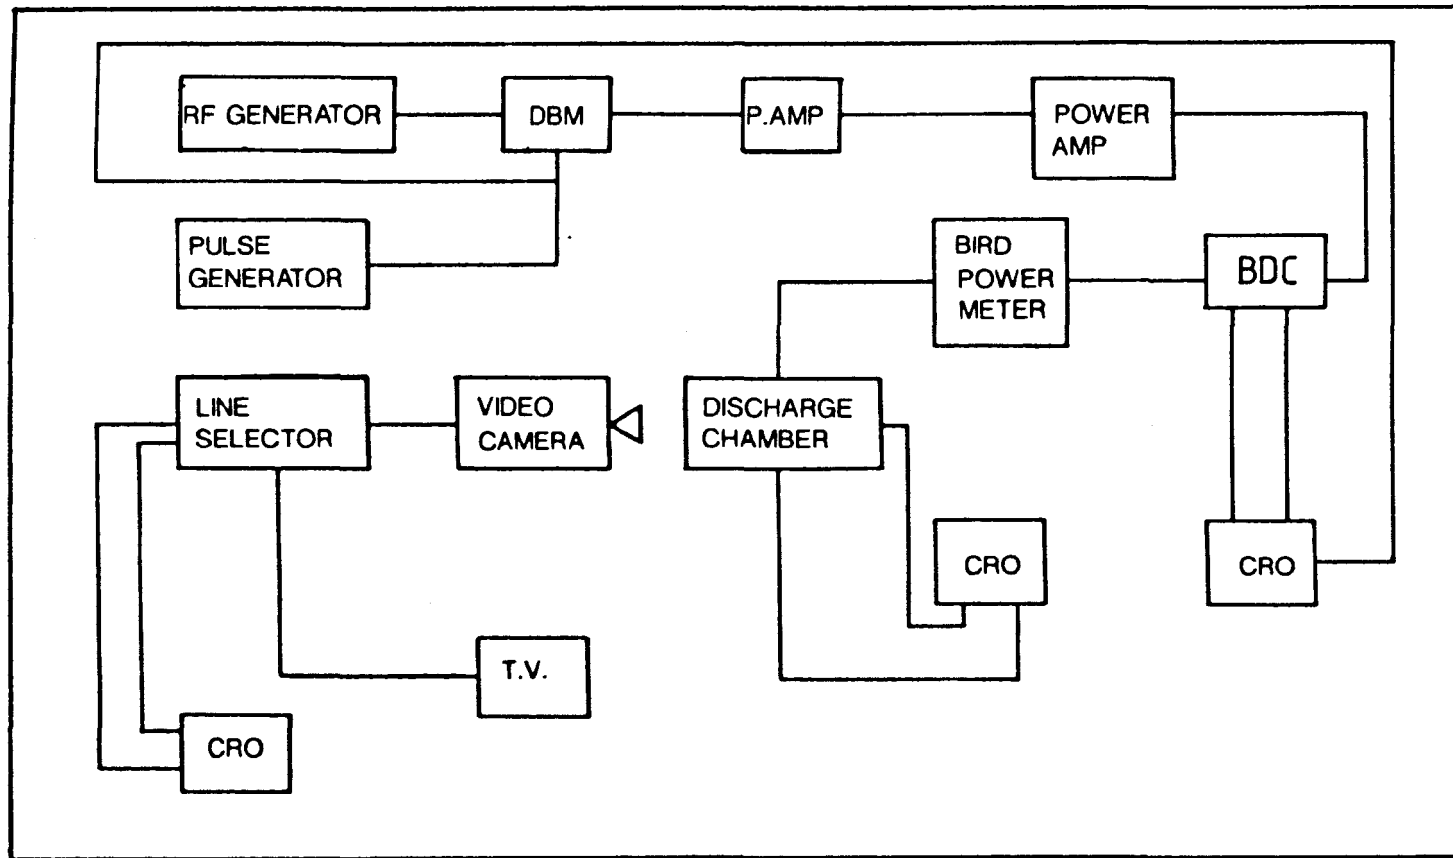 RF GENERATOR
DBM
P.AMP
POWER
AMP
PULSE
GENERATOR
BIRD
POWER
METER
BDC
LINE
SELECTOR
VIDEO
CAMERA
DISCHARGE
CHAMBER
CRO
CRO
T.V.
CRO